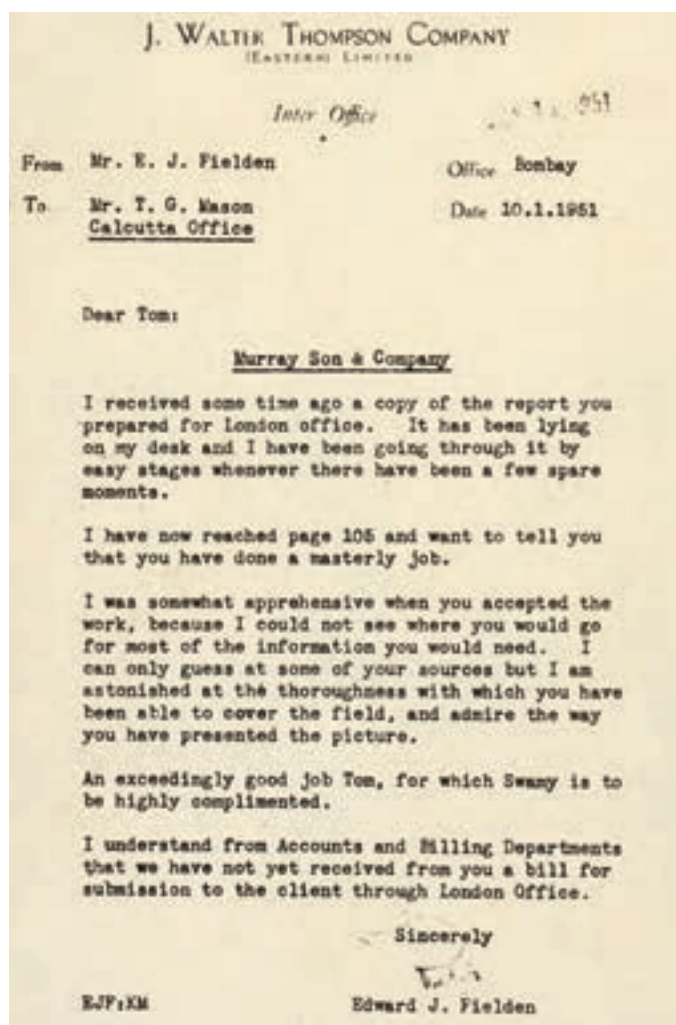 J. WALTER THOMPSON COMPANY
(EASTERN) LIMITED
Inter Office
951
From Mr. E. J. Fielden
Office Bombay
To Mr. T. G. Mason
Calcutta Office
Date 10.1.1951
Dear Tom:
Murray Son & Company
I received some time ago a copy of the report you
prepared for London office. It has been lying
on my desk and I have been going through it by
easy stages whenever there have been a few spare
moments.
I have now reached page 105 and want to tell you
that you have done a masterly job.
I was somewhat apprehensive when you accepted the
work, because I could not see where you would go
for most of the information you would need. I
can only guess at some of your sources but I am
astonished at the thoroughness with which you have
been able to cover the field, and admire the way
you have presented the picture.
An exceedingly good job Tom, for which Swamy is to
be highly complimented.
I understand from Accounts and Billing Departments
that we have not yet received from you a bill for
submission to the client through London Office.
Sincerely
EJF:KM
Edward J. Fielden